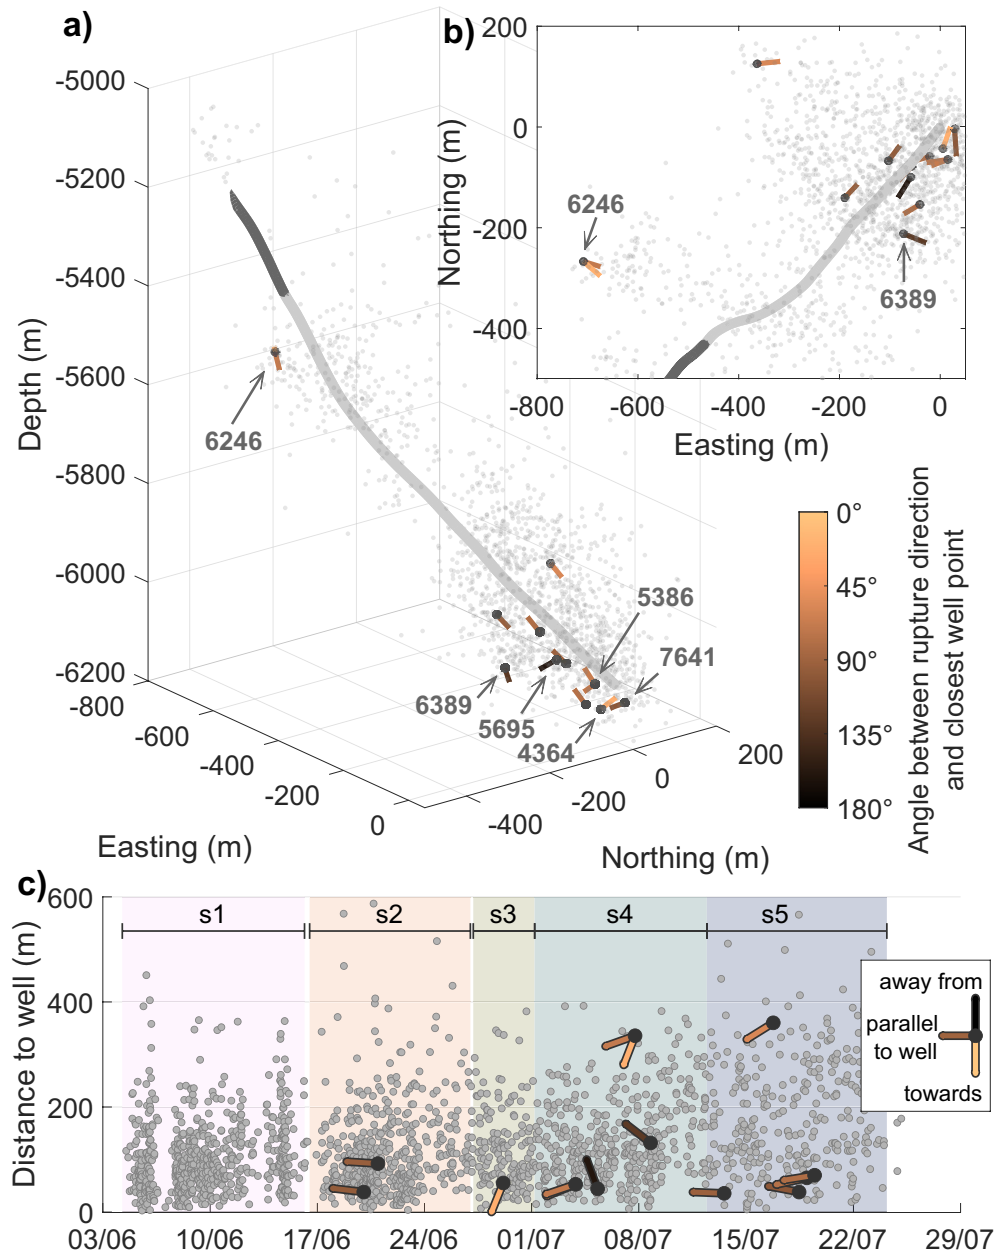 a)
-5000
-5200
-5400
-5600
-5800
-6000
-6200
Depth (m)
-800
-600
-400
-200
0
Easting (m)
-400
-200
0
200
Northing (m)
6246
6389
5695
4364
5386
7641
b)
200
0
-200
-400
Northing (m)
-800
-600
-400
-200
0
Easting (m)
6246
6389
0°
45°
90°
135°
180°
Angle between rupture direction
and closest well point
c)
600
400
200
0
Distance to well (m)
s1
s2
s3
s4
s5
away from
parallel
to well
towards
03/06
10/06
17/06
24/06
01/07
08/07
15/07
22/07
29/07